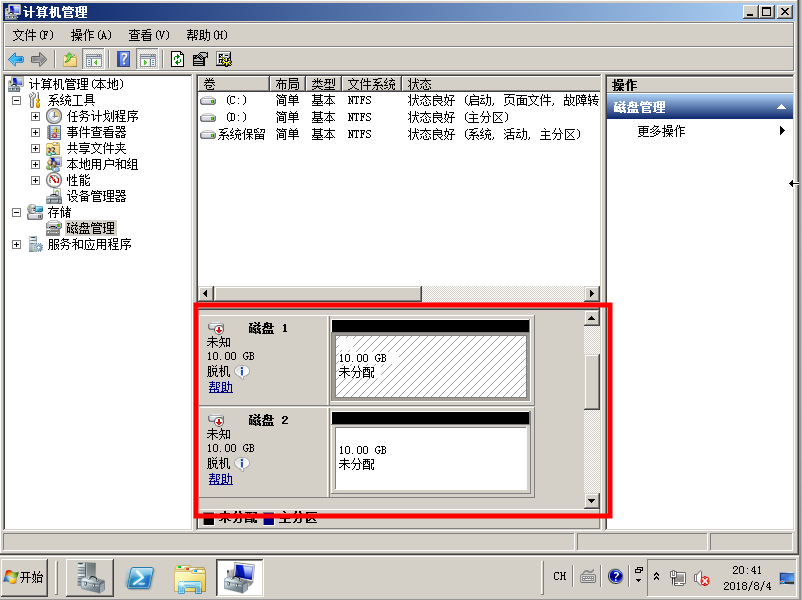 计算机管理
文件(F) 操作(A) 查看(V) 帮助(H)
计算机管理(本地)
系统工具
任务计划程序
事件查看器
共享文件夹
本地用户和组
性能
设备管理器
存储
磁盘管理
服务和应用程序
卷 布局 类型 文件系统 状态
(C:) 简单 基本 NTFS 状态良好 (启动, 页面文件, 故障转
(D:) 简单 基本 NTFS 状态良好 (主分区)
系统保留 简单 基本 NTFS 状态良好 (系统, 活动, 主分区)
磁盘 1
未知
10.00 GB
脱机
帮助
10.00 GB
未分配
磁盘 2
未知
10.00 GB
脱机
帮助
10.00 GB
未分配
未分配 主分区
操作
磁盘管理
更多操作
开始
CH
20:41
2018/8/4